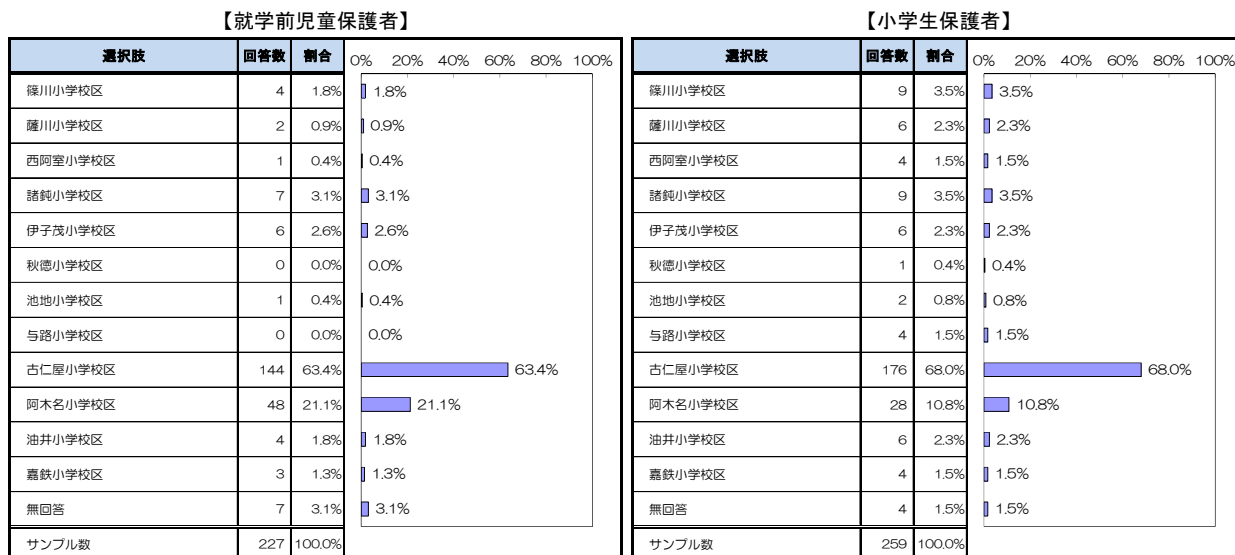 【就学前児童保護者】
選択肢 回答数 割合 0% 20% 40% 60% 80% 100%
篠川小学校区 4 1.8% 1.8%
薩川小学校区 2 0.9% 0.9%
西阿室小学校区 1 0.4% 0.4%
諸鈍小学校区 7 3.1% 3.1%
伊子茂小学校区 6 2.6% 2.6%
秋徳小学校区 0 0.0% 0.0%
池地小学校区 1 0.4% 0.4%
与路小学校区 0 0.0% 0.0%
古仁屋小学校区 144 63.4% 63.4%
阿木名小学校区 48 21.1% 21.1%
油井小学校区 4 1.8% 1.8%
嘉鉄小学校区 3 1.3% 1.3%
無回答 7 3.1% 3.1%
サンプル数 227 100.0%
【小学生保護者】
選択肢 回答数 割合 0% 20% 40% 60% 80% 100%
篠川小学校区 9 3.5% 3.5%
薩川小学校区 6 2.3% 2.3%
西阿室小学校区 4 1.5% 1.5%
諸鈍小学校区 9 3.5% 3.5%
伊子茂小学校区 6 2.3% 2.3%
秋徳小学校区 1 0.4% 0.4%
池地小学校区 2 0.8% 0.8%
与路小学校区 4 1.5% 1.5%
古仁屋小学校区 176 68.0% 68.0%
阿木名小学校区 28 10.8% 10.8%
油井小学校区 6 2.3% 2.3%
嘉鉄小学校区 4 1.5% 1.5%
無回答 4 1.5% 1.5%
サンプル数 259 100.0%